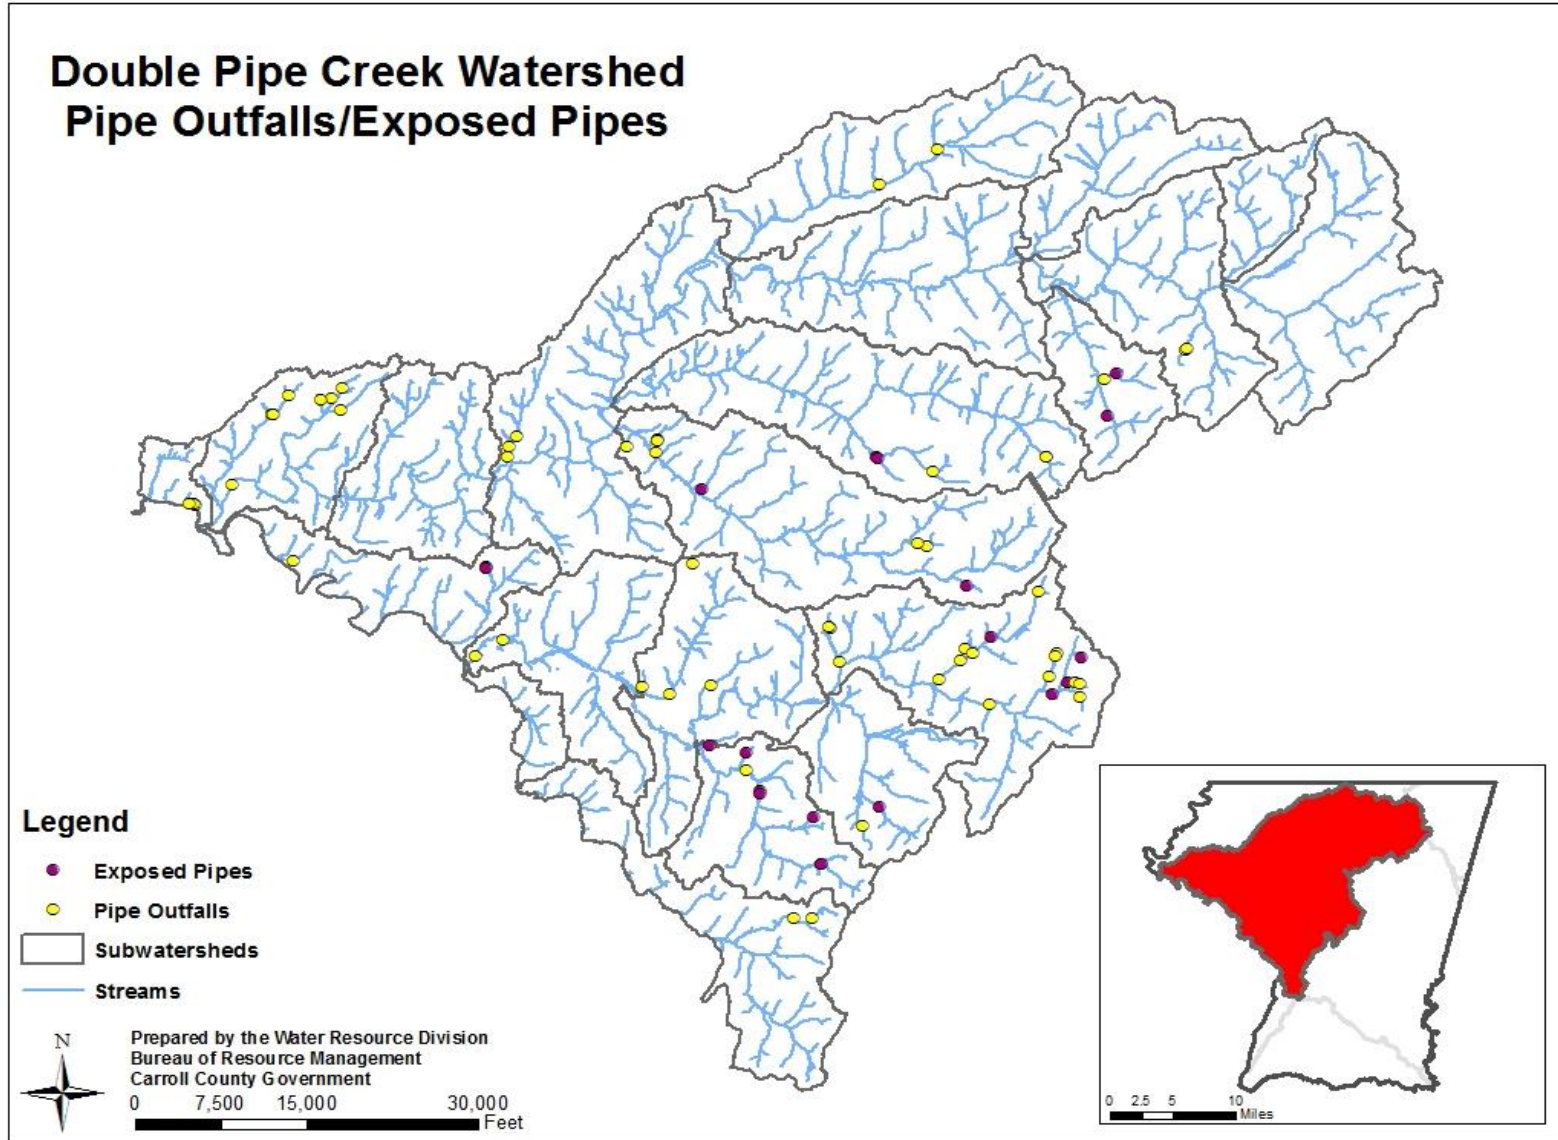 Double Pipe Creek Watershed
Pipe Outfalls/Exposed Pipes
Legend
Exposed Pipes
Pipe Outfalls
Subwatersheds
Streams
N
Prepared by the Water Resource Division
Bureau of Resource Management
Carroll County Government
0 7,500 15,000 30,000
Feet
0 2.5 5 10
Miles